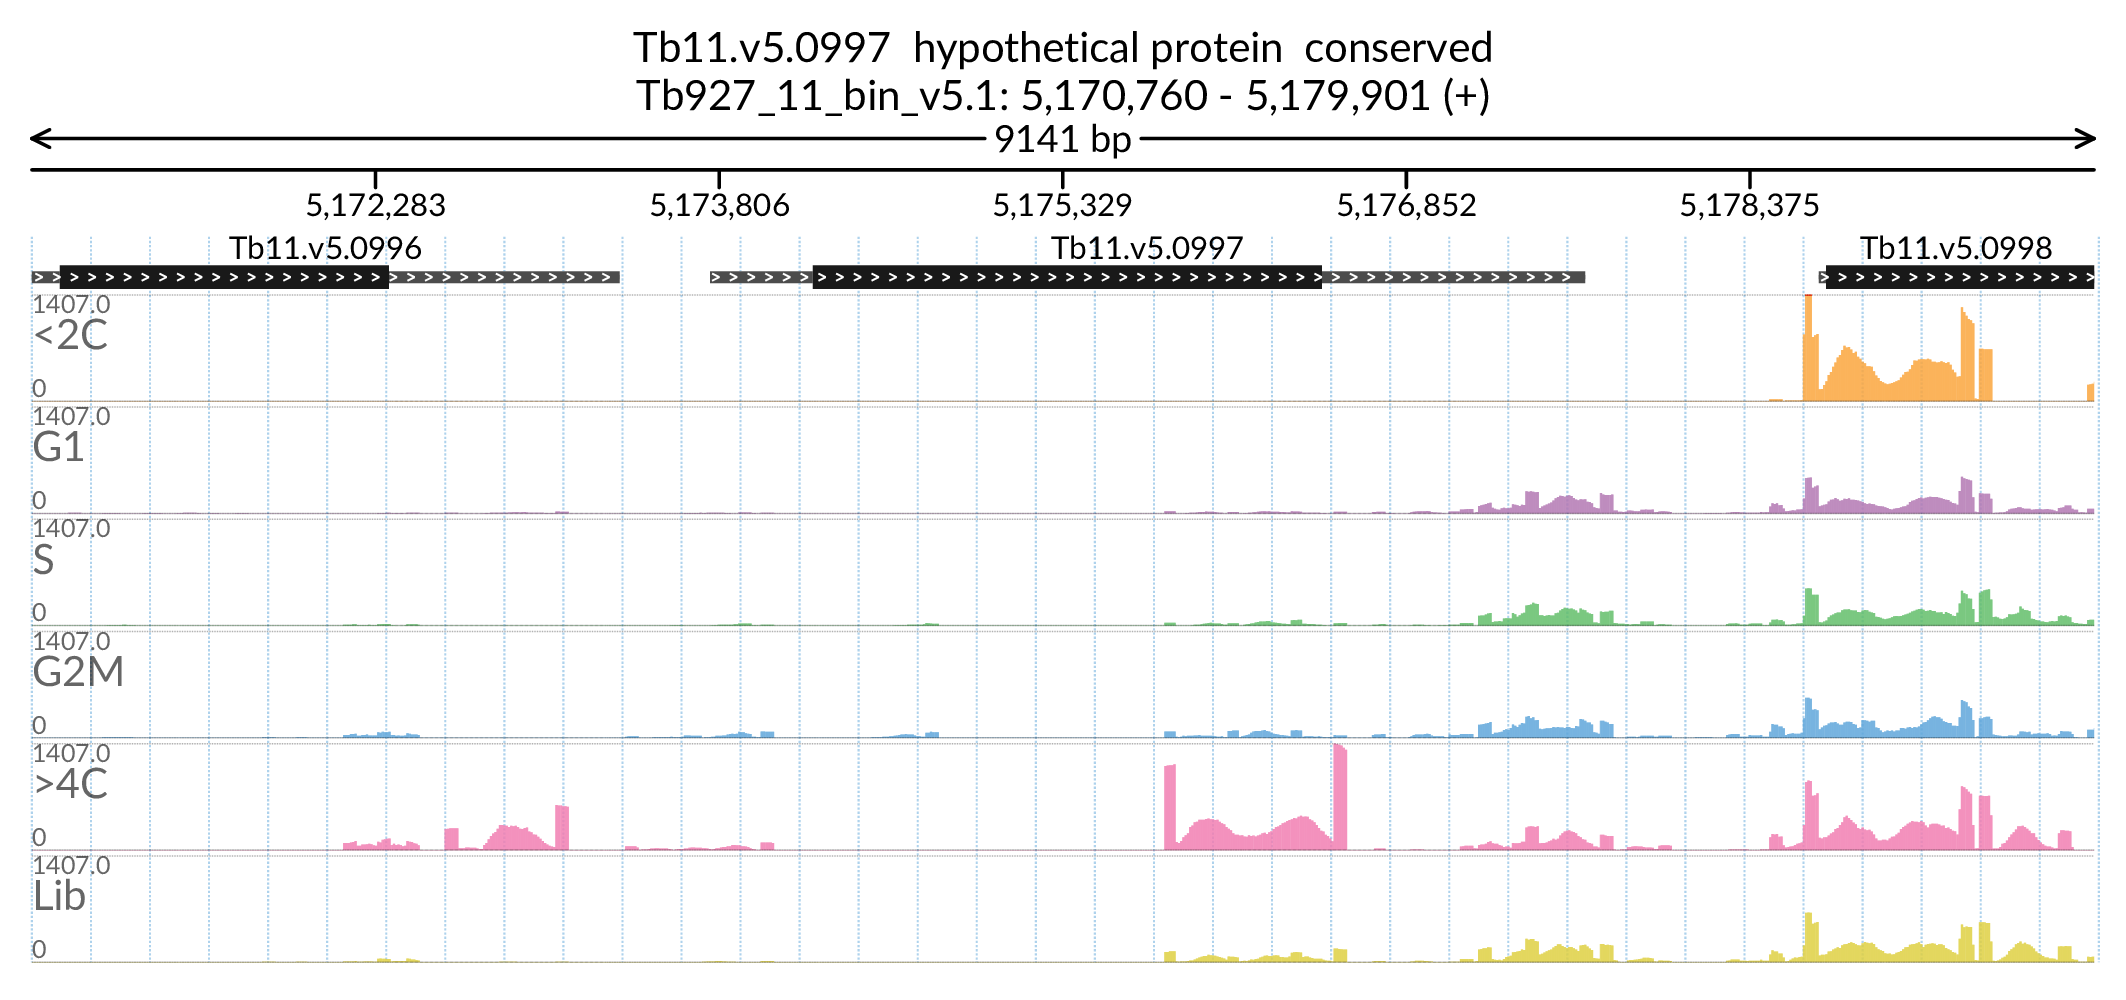 Tb11.v5.0997 hypothetical protein conserved
Tb927_11_bin_v5.1: 5,170,760 - 5,179,901 (+)
9141 bp
5,172,283 5,173,806 5,175,329 5,176,852 5,178,375
Tb11.v5.0996 Tb11.v5.0997 Tb11.v5.0998
1407.0
<2C
0
1407.0
G1
0
1407.0
S
0
1407.0
G2M
0
1407.0
>4C
0
1407.0
Lib
0